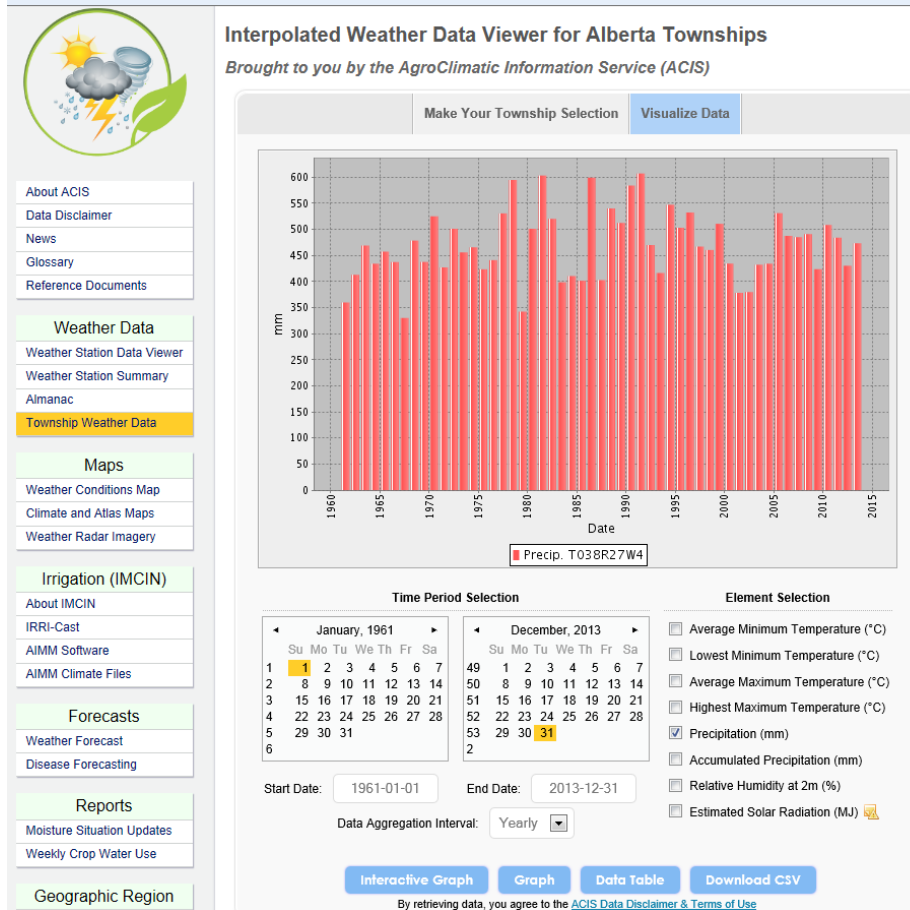 Interpolated Weather Data Viewer for Alberta Townships
Brought to you by the AgroClimatic Information Service (ACIS)
Make Your Township Selection Visualize Data
About ACIS
Data Disclaimer
News
Glossary
Reference Documents
Weather Data
Weather Station Data Viewer
Weather Station Summary
Almanac
Township Weather Data
Maps
Weather Conditions Map
Climate and Atlas Maps
Weather Radar Imagery
Irrigation (IMCIN)
About IMCIN
IRRI-Cast
AIMM Software
AIMM Climate Files
Forecasts
Weather Forecast
Disease Forecasting
Reports
Moisture Situation Updates
Weekly Crop Water Use
Geographic Region
600
550
500
450
400
350
300
250
200
150
100
50
0
mm
1960 1965 1970 1975 1980 1985 1990 1995 2000 2005 2010 2015
Date
Precip. T038R27W4
Time Period Selection
◂ January, 1961 ▸
Su Mo Tu We Th Fr Sa
1 1 2 3 4 5 6 7
2 8 9 10 11 12 13 14
3 15 16 17 18 19 20 21
4 22 23 24 25 26 27 28
5 29 30 31
6
◂ December, 2013 ▸
Su Mo Tu We Th Fr Sa
49 1 2 3 4 5 6 7
50 8 9 10 11 12 13 14
51 15 16 17 18 19 20 21
52 22 23 24 25 26 27 28
53 29 30 31
2
Start Date: 1961-01-01 End Date: 2013-12-31
Data Aggregation Interval: Yearly
Element Selection
Average Minimum Temperature (°C)
Lowest Minimum Temperature (°C)
Average Maximum Temperature (°C)
Highest Maximum Temperature (°C)
Precipitation (mm)
Accumulated Precipitation (mm)
Relative Humidity at 2m (%)
Estimated Solar Radiation (MJ)
Interactive Graph Graph Data Table Download CSV
By retrieving data, you agree to the ACIS Data Disclaimer & Terms of Use